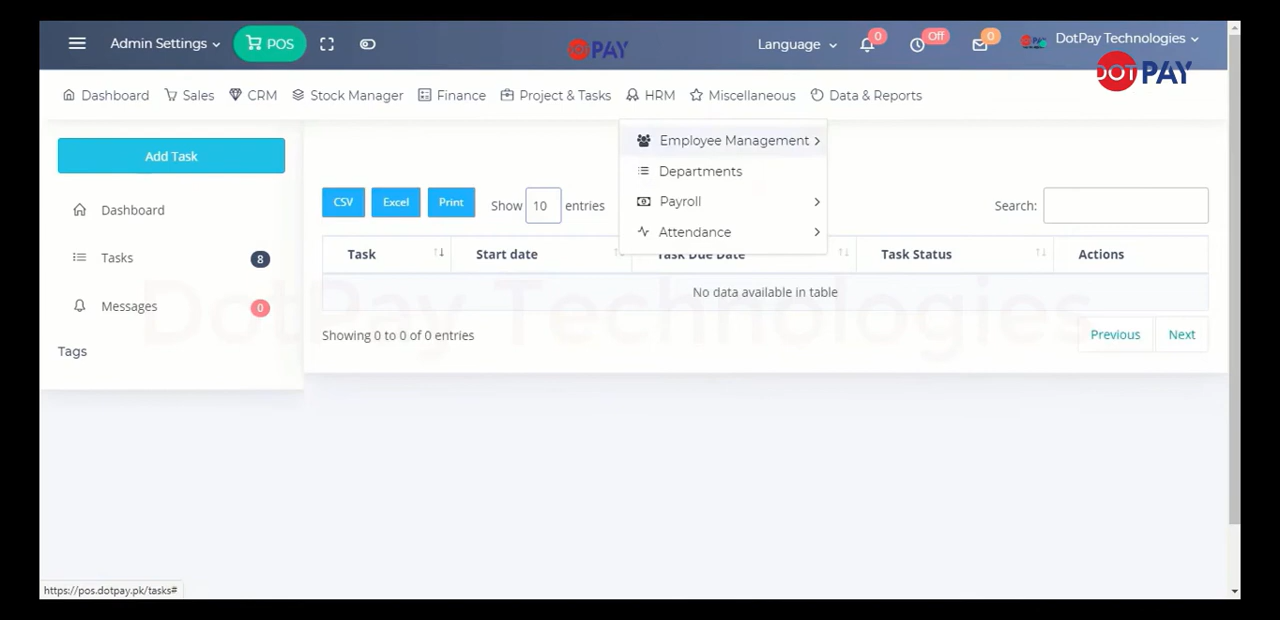 Admin Settings POS DOTPAY Language 0 Off 0 DotPay Technologies
DOT PAY
Dashboard Sales CRM Stock Manager Finance Project & Tasks HRM Miscellaneous Data & Reports
Employee Management
Departments
Payroll
Attendance
Add Task
Dashboard
Tasks 8
Messages 0
Tags
CSV Excel Print Show 10 entries Search:
Task Start date Task Due Date Task Status Actions
No data available in table
Showing 0 to 0 of 0 entries Previous Next
DotPay Technologies
https://pos.dotpay.pk/tasks#